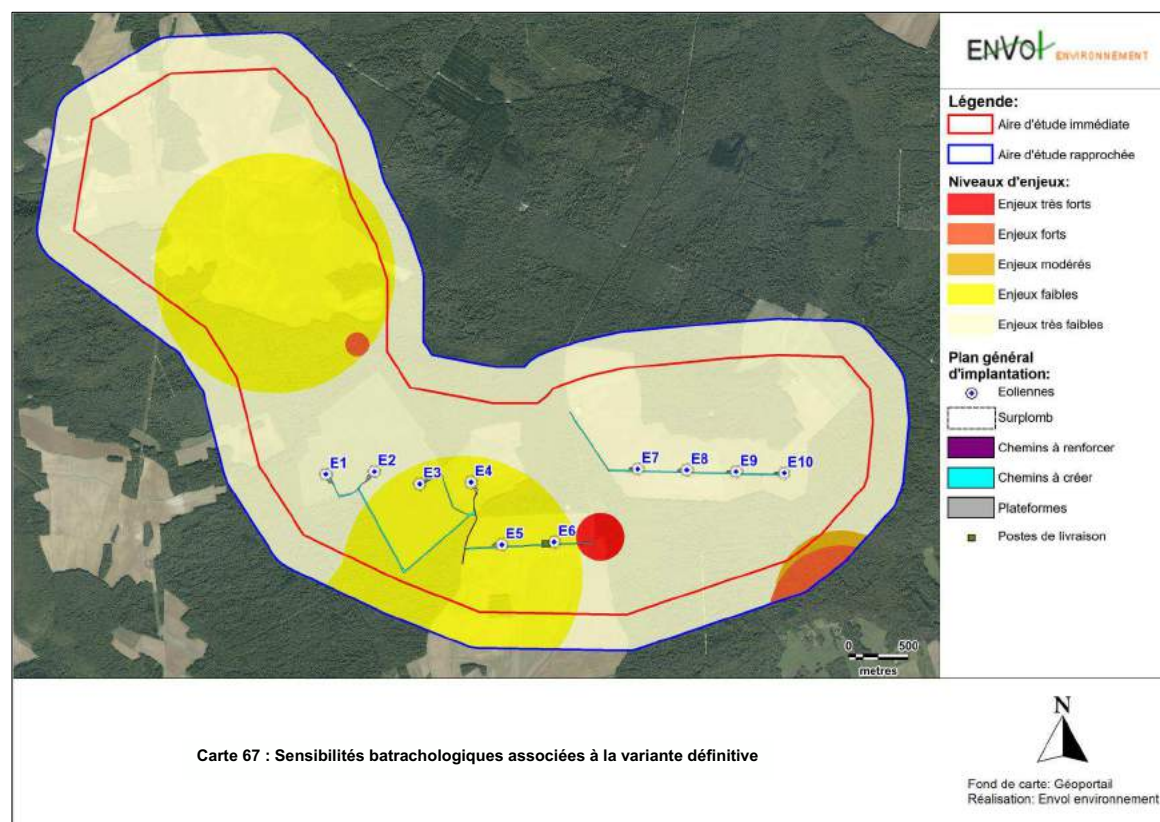 ENVOL ENVIRONNEMENT
Légende:
Aire d'étude immédiate
Aire d'étude rapprochée
Niveaux d'enjeux:
Enjeux très forts
Enjeux forts
Enjeux modérés
Enjeux faibles
Enjeux très faibles
Plan général
d'implantation:
Eoliennes
Surplomb
Chemins à renforcer
Chemins à créer
Plateformes
Postes de livraison
E1
E2
E3
E4
E5
E6
E7
E8
E9
E10
0 500
metres
Carte 67 : Sensibilités batrachologiques associées à la variante définitive
N
Fond de carte: Géoportail
Réalisation: Envol environnement